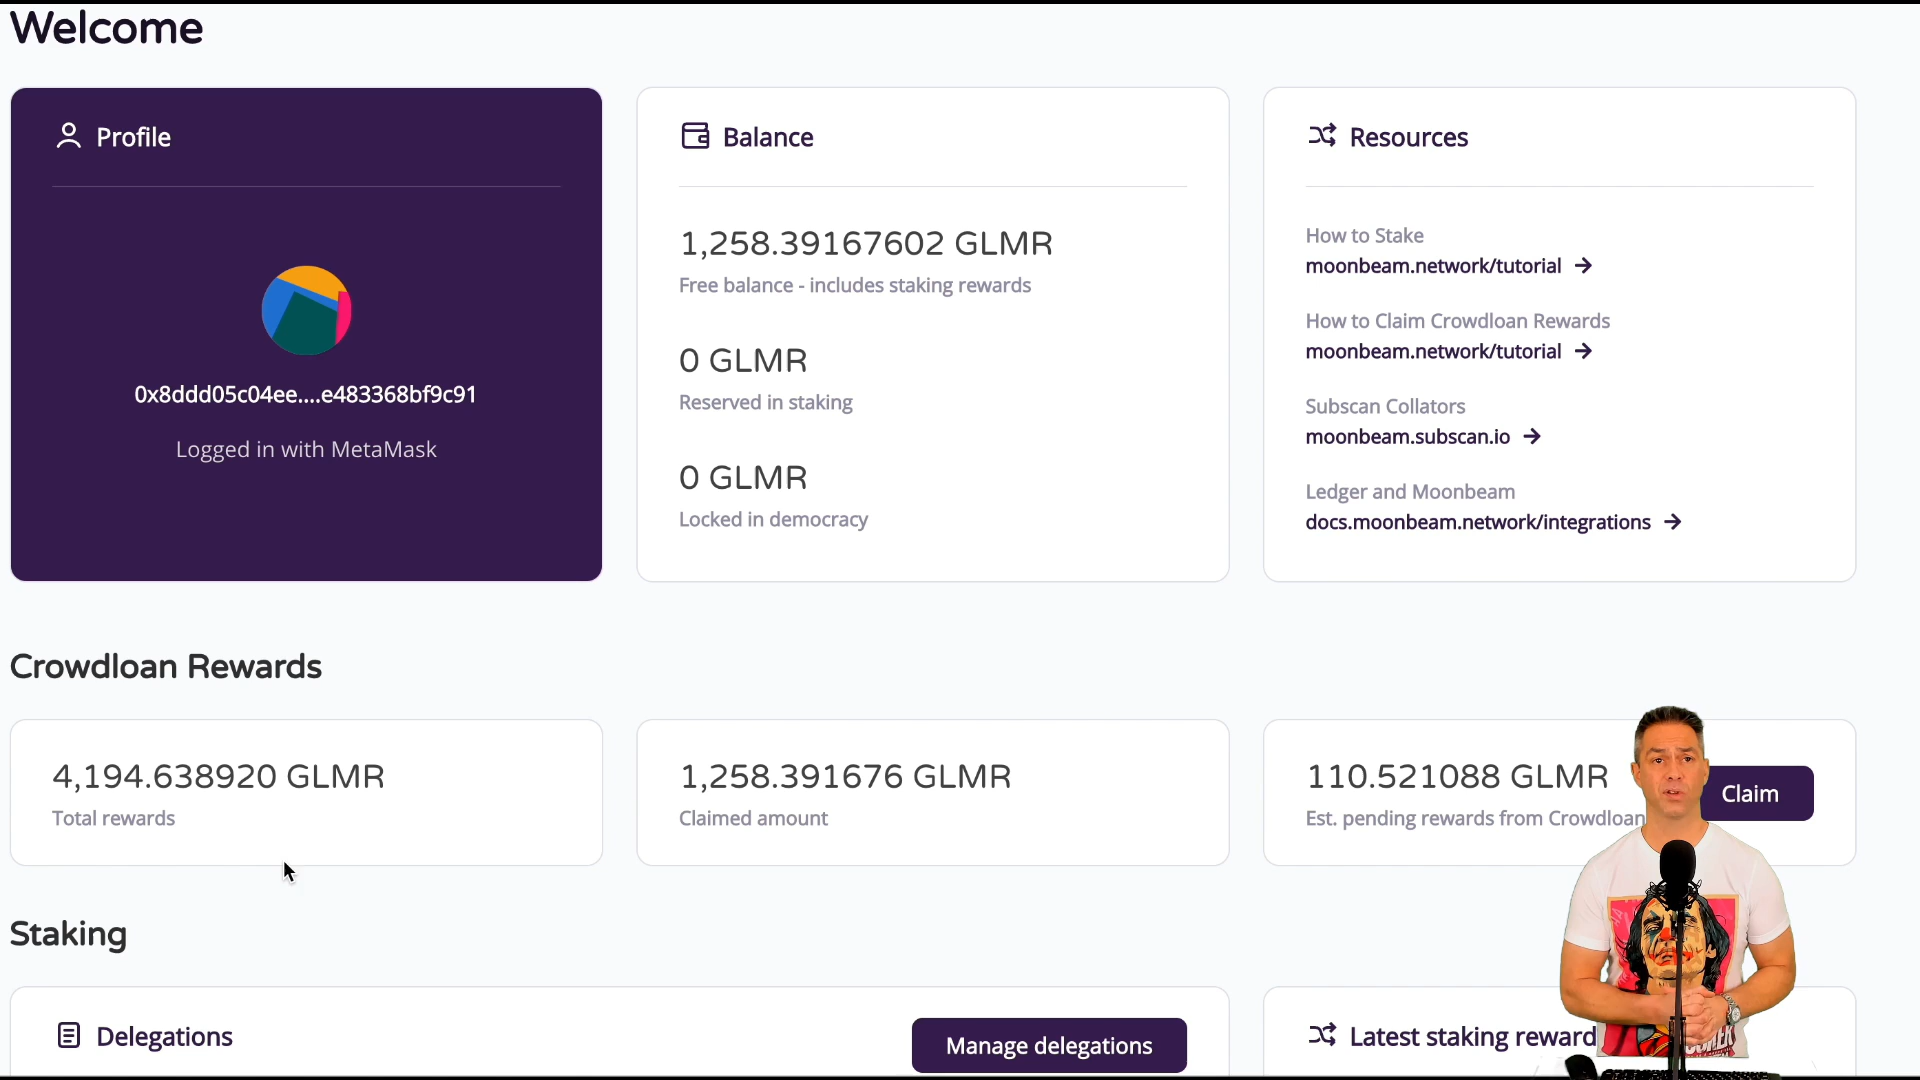 Welcome
Profile
0x8ddd05c04ee....e483368bf9c91
Logged in with MetaMask
Balance
1,258.39167602 GLMR
Free balance - includes staking rewards
0 GLMR
Reserved in staking
0 GLMR
Locked in democracy
Resources
How to Stake
moonbeam.network/tutorial
How to Claim Crowdloan Rewards
moonbeam.network/tutorial
Subscan Collators
moonbeam.subscan.io
Ledger and Moonbeam
docs.moonbeam.network/integrations
Crowdloan Rewards
4,194.638920 GLMR
Total rewards
1,258.391676 GLMR
Claimed amount
110.521088 GLMR
Est. pending rewards from Crowdloan
Claim
Staking
Delegations
Manage delegations
Latest staking reward